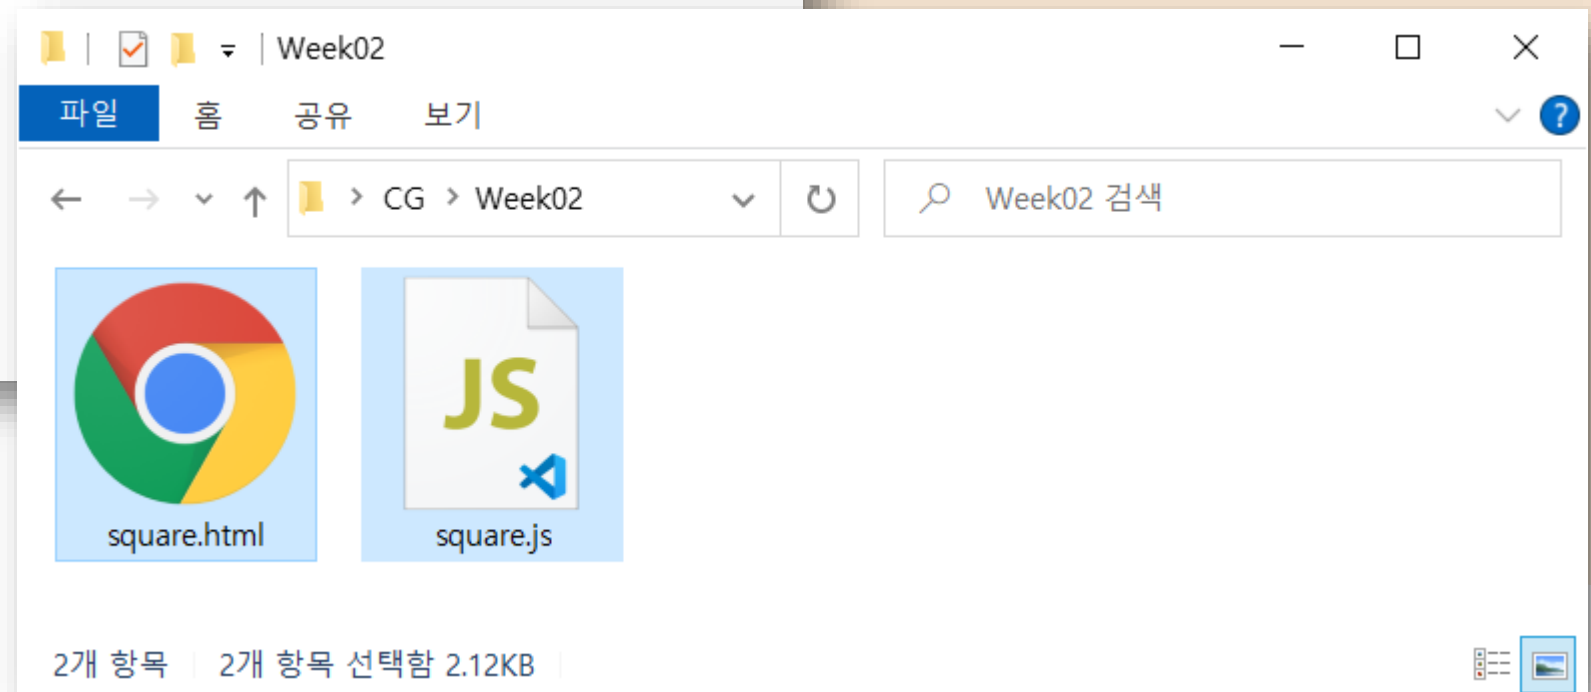 Week02
파일 홈 공유 보기
?
CG > Week02
Week02 검색
JS
square.html
square.js
2개 항목 2개 항목 선택함 2.12KB